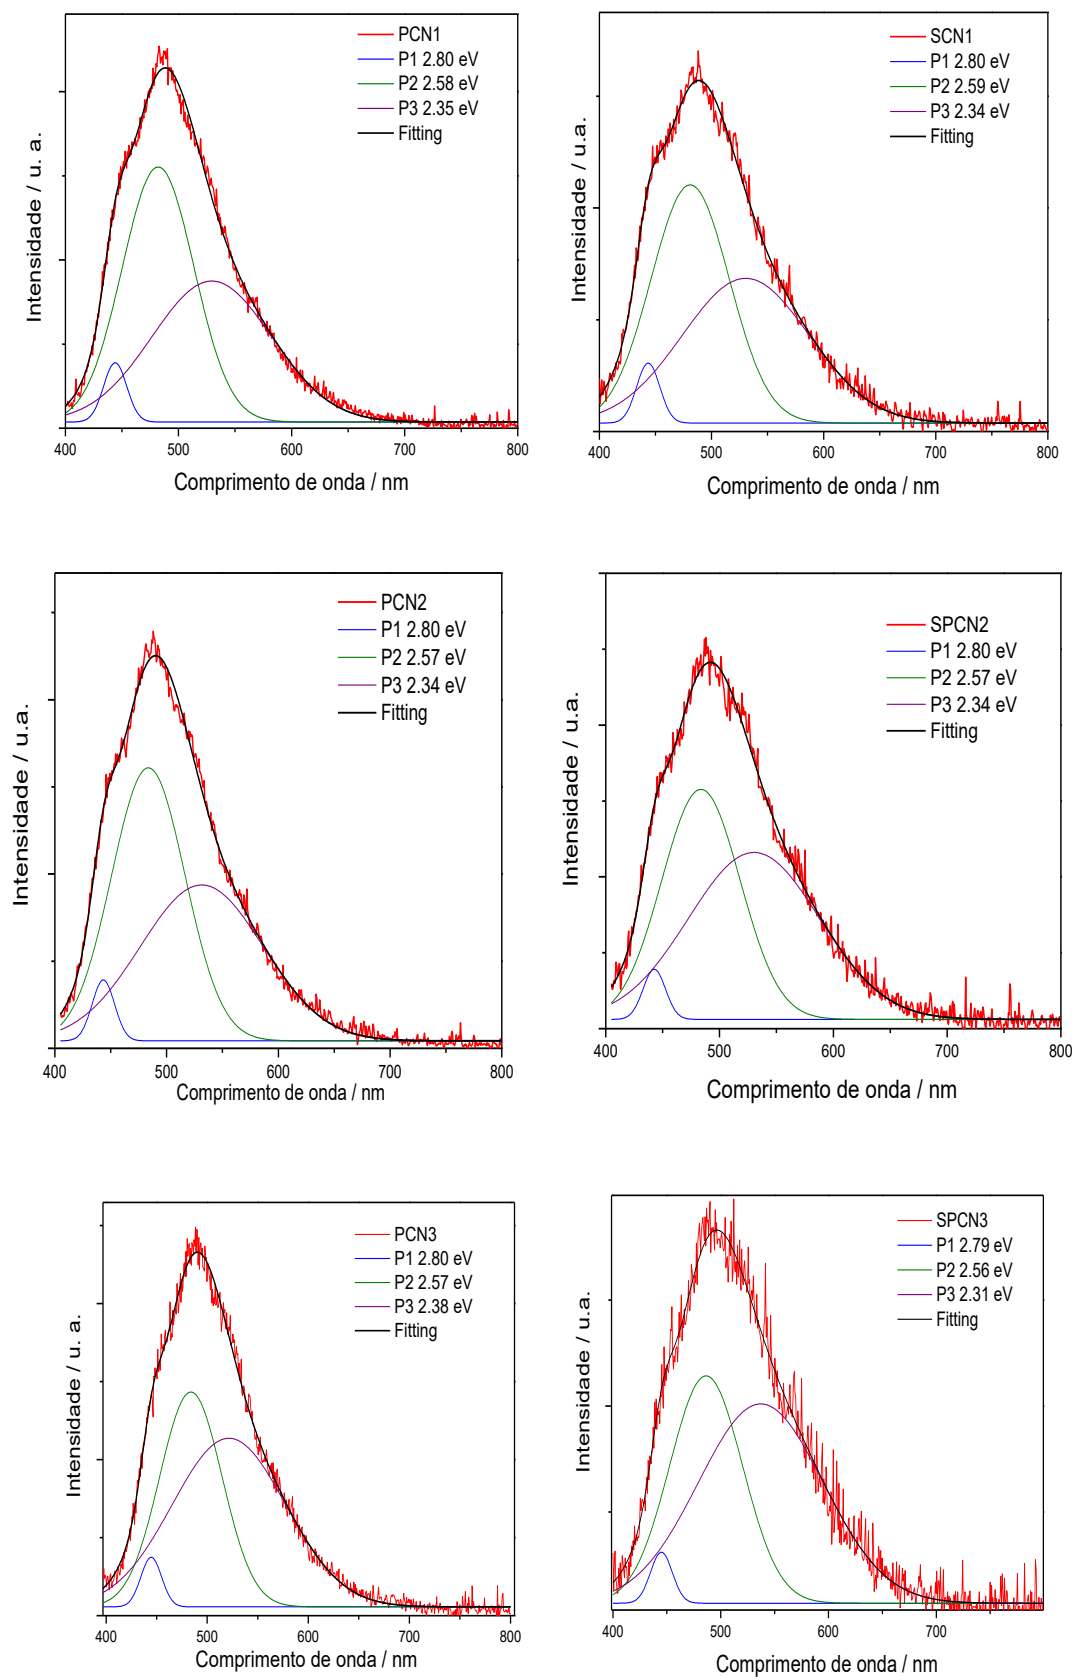 PCN1
P1 2.80 eV
P2 2.58 eV
P3 2.35 eV
Fitting
Intensidade / u. a.
400 500 600 700 800
Comprimento de onda / nm
SCN1
P1 2.80 eV
P2 2.59 eV
P3 2.34 eV
Fitting
Intensidade / u.a.
400 500 600 700 800
Comprimento de onda / nm
PCN2
P1 2.80 eV
P2 2.57 eV
P3 2.34 eV
Fitting
Intensidade / u.a.
400 500 600 700 800
Comprimento de onda / nm
SPCN2
P1 2.80 eV
P2 2.57 eV
P3 2.34 eV
Fitting
Intensidade / u.a.
400 500 600 700 800
Comprimento de onda / nm
PCN3
P1 2.80 eV
P2 2.57 eV
P3 2.38 eV
Fitting
Intensidade / u. a.
400 500 600 700 800
Comprimento de onda / nm
SPCN3
P1 2.79 eV
P2 2.56 eV
P3 2.31 eV
Fitting
Intensidade / u.a.
400 500 600 700
Comprimento de onda / nm